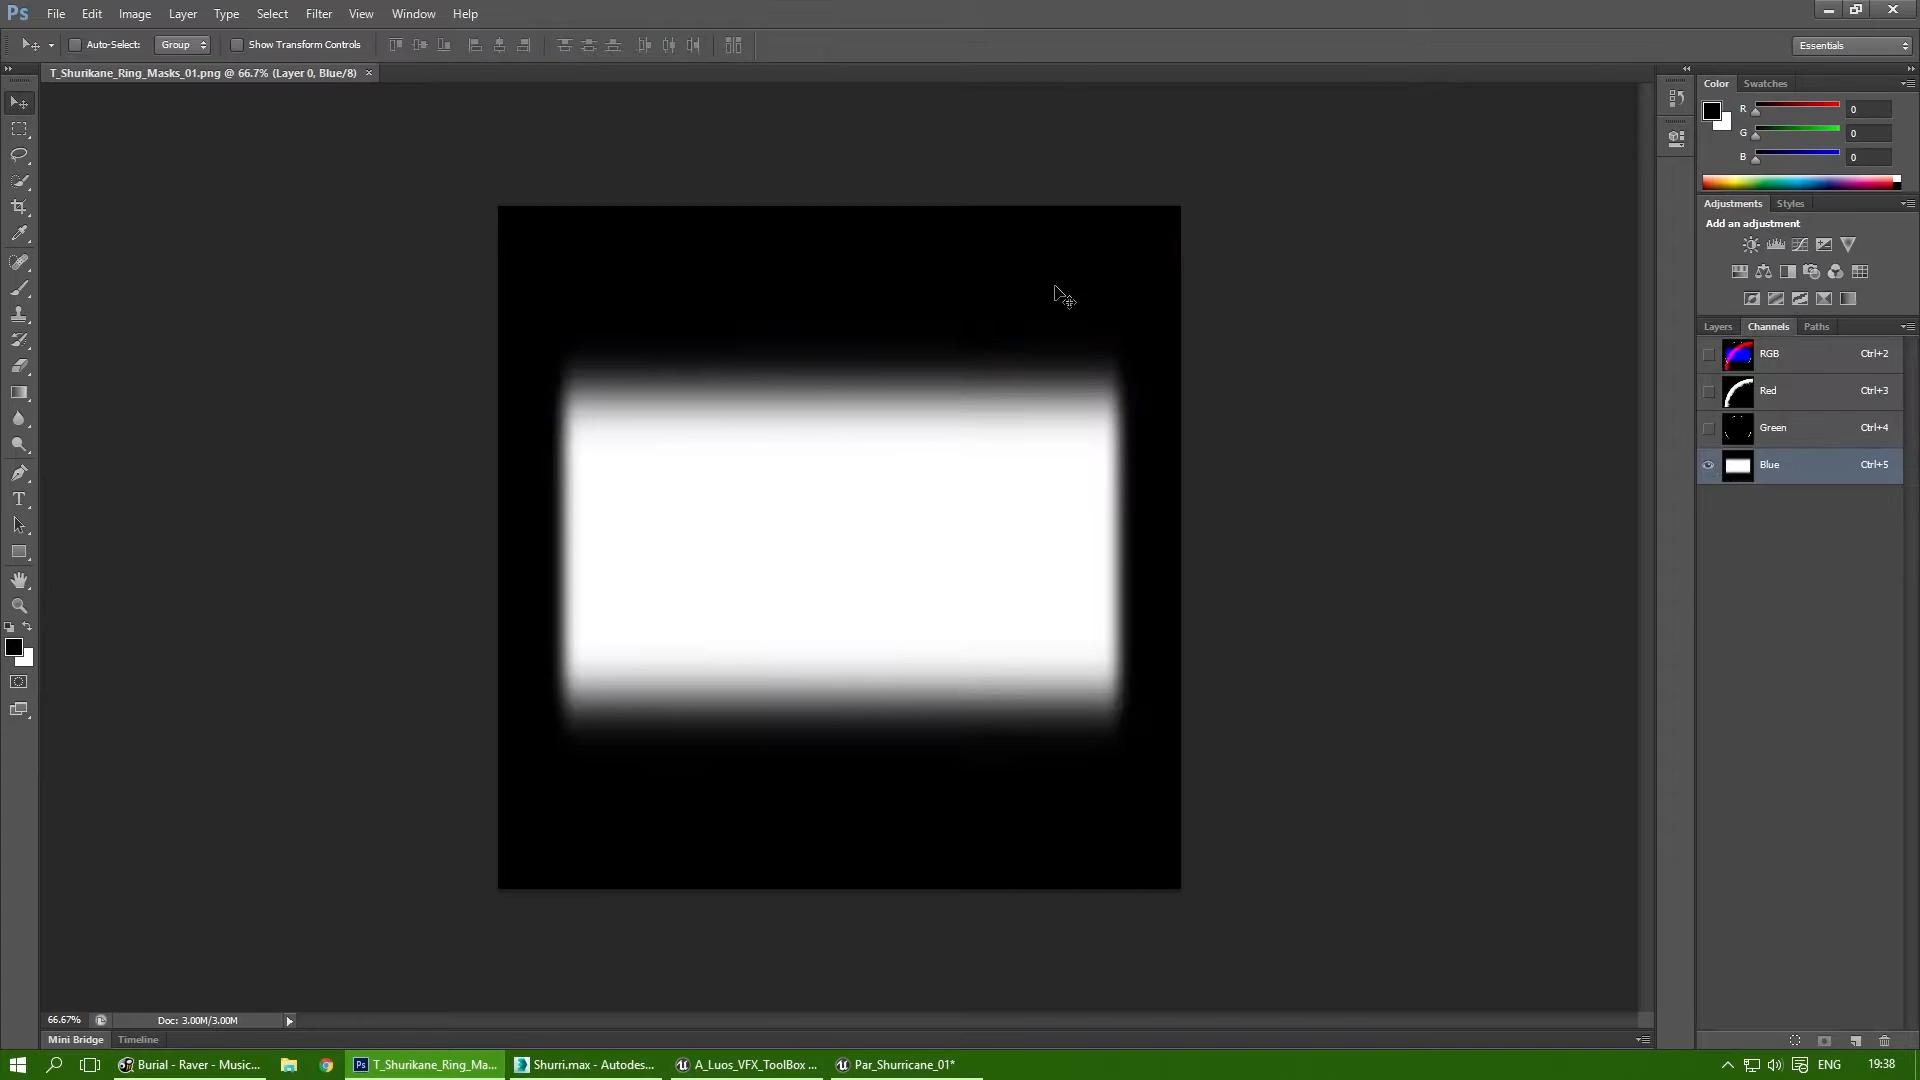 Ps File Edit Image Layer Type Select Filter View Window Help
Auto-Select: Group Show Transform Controls Essentials
T_Shurikane_Ring_Masks_01.png @ 66.7% (Layer 0, Blue/8) ×
Color Swatches
R 0
G 0
B 0
Adjustments Styles
Add an adjustment
Layers Channels Paths
RGB Ctrl+2
Red Ctrl+3
Green Ctrl+4
Blue Ctrl+5
T
66.67% Doc: 3.00M/3.00M
Mini Bridge Timeline
Burial - Raver - Music... Ps T_Shurikane_Ring_Ma... Shurri.max - Autodes... A_Luos_VFX_ToolBox ... Par_Shurricane_01* ENG 19:38